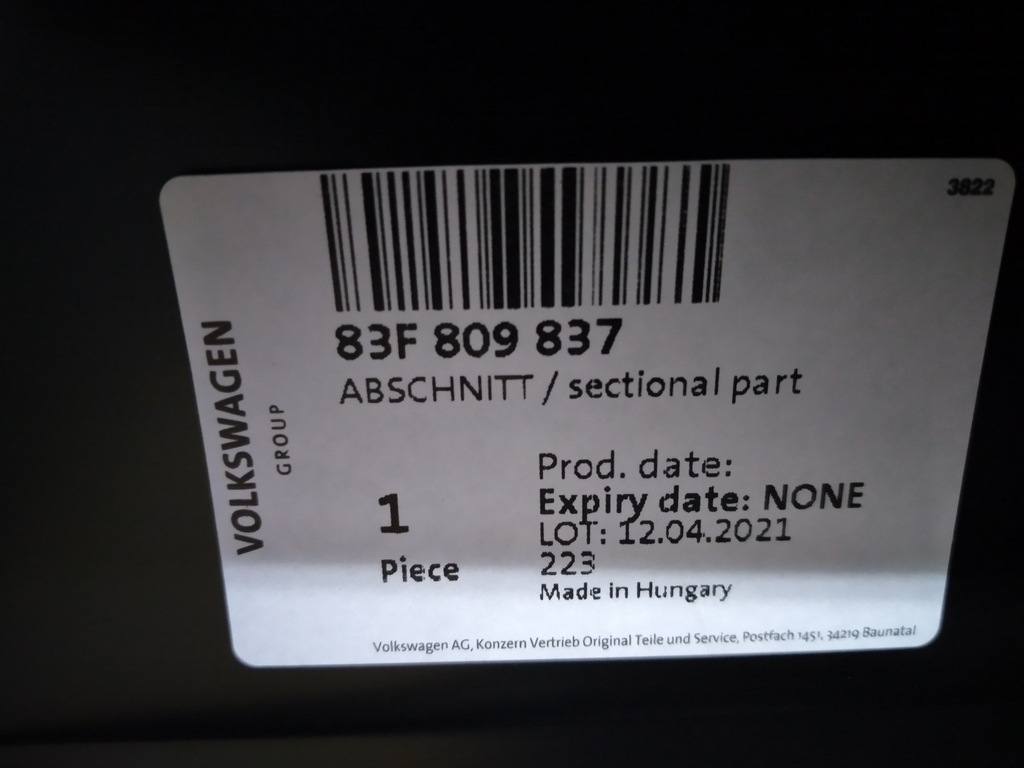 3822
83F 809 837
ABSCHNITT / sectional part
VOLKSWAGEN
GROUP
1
Piece
Prod. date:
Expiry date: NONE
LOT: 12.04.2021
223
Made in Hungary
Volkswagen AG, Konzern Vertrieb Original Teile und Service, Postfach 1451, 34219 Baunatal